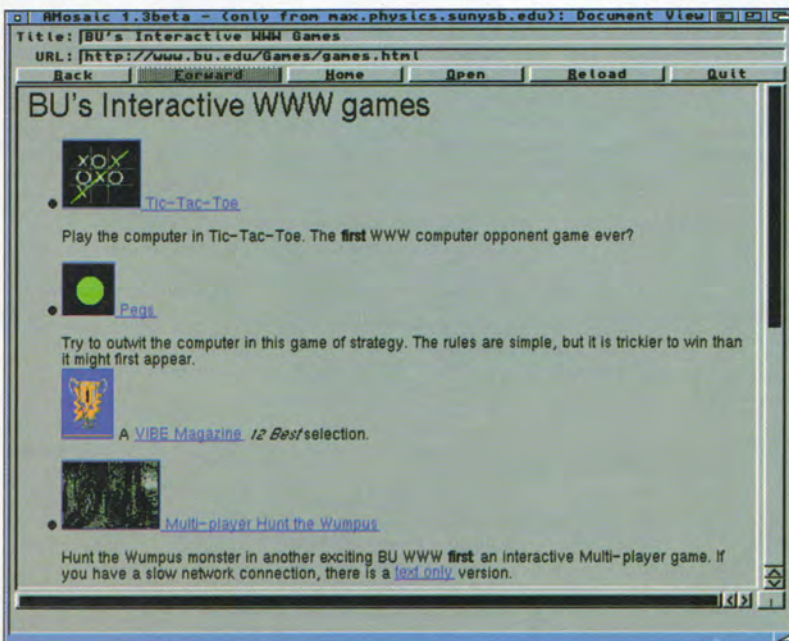 AMosaic 1.3beta - (only from max.physics.sunysb.edu): Document View
Title: BU's Interactive WWW Games
URL: http://www.bu.edu/Games/games.html
Back Forward Home Open Reload Quit
BU's Interactive WWW games
Tic-Tac-Toe
Play the computer in Tic-Tac-Toe. The first WWW computer opponent game ever?
Pegs
Try to outwit the computer in this game of strategy. The rules are simple, but it is trickier to win than
it might first appear.
A VIBE Magazine 12 Best selection.
Multi-player Hunt the Wumpus
Hunt the Wumpus monster in another exciting BU WWW first an interactive Multi-player game. If
you have a slow network connection, there is a text only version.